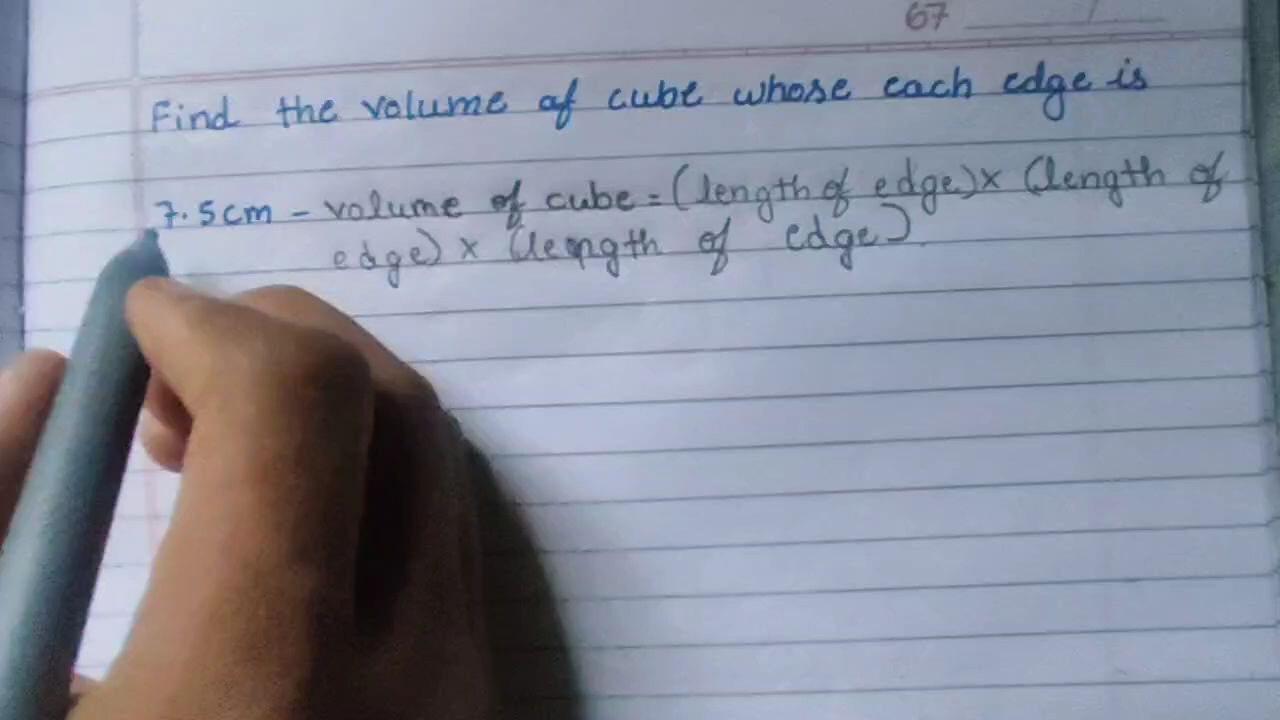 67
Find the volume of cube whose each edge is
7.5cm - volume of cube = (length of edge) × (length of
edge) × (length of edge).